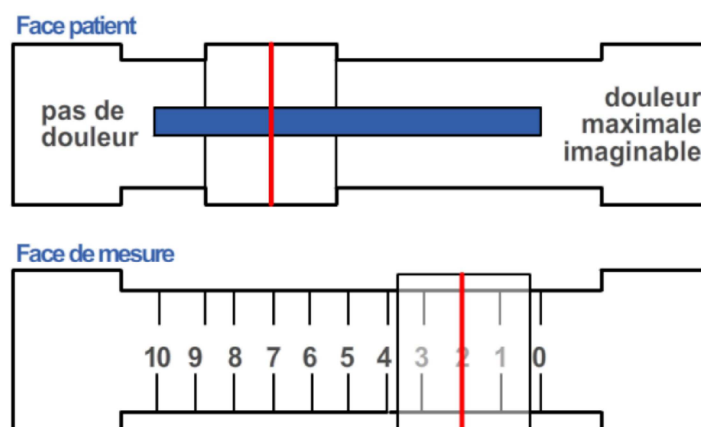 Face patient
pas de
douleur
douleur
maximale
imaginable
Face de mesure
10 9 8 7 6 5 4 3 2 1 0